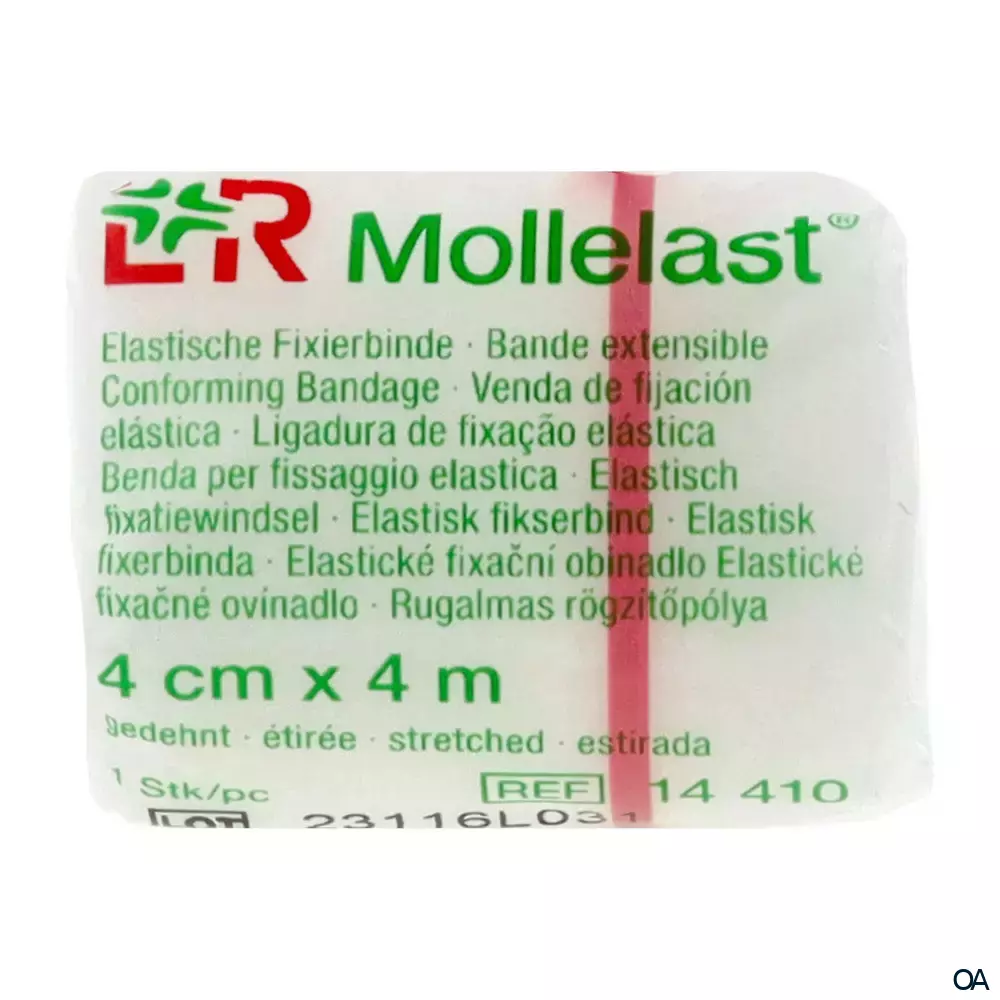 L&R Mollelast®
Elastische Fixierbinde · Bande extensible
Conforming Bandage · Venda de fijación
elástica · Ligadura de fixação elástica
Benda per fissaggio elastica · Elastisch
fixatiewindsel · Elastisk fikserbind · Elastisk
fixerbinda · Elastické fixační obinadlo Elastické
fixačné ovínadlo · Rugalmas rögzítőpólya
4 cm x 4 m
gedehnt · étirée · stretched · estirada
1 Stk/pc REF 14 410
LOT 23116L031
OA